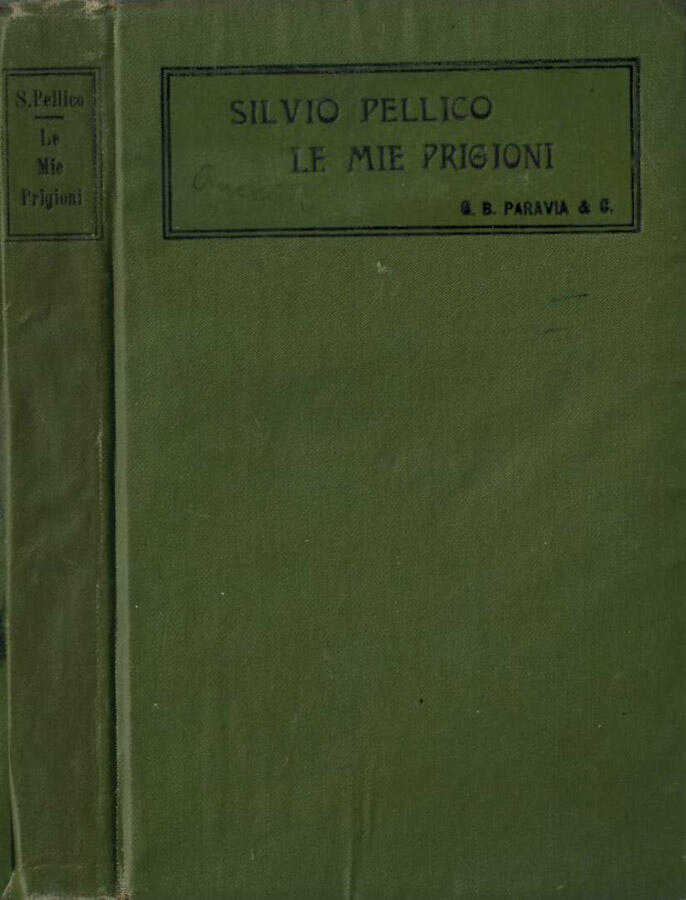 S. Pellico
Le
Mie
Prigioni
SILVIO PELLICO
LE MIE PRIGIONI
G. B. PARAVIA & C.